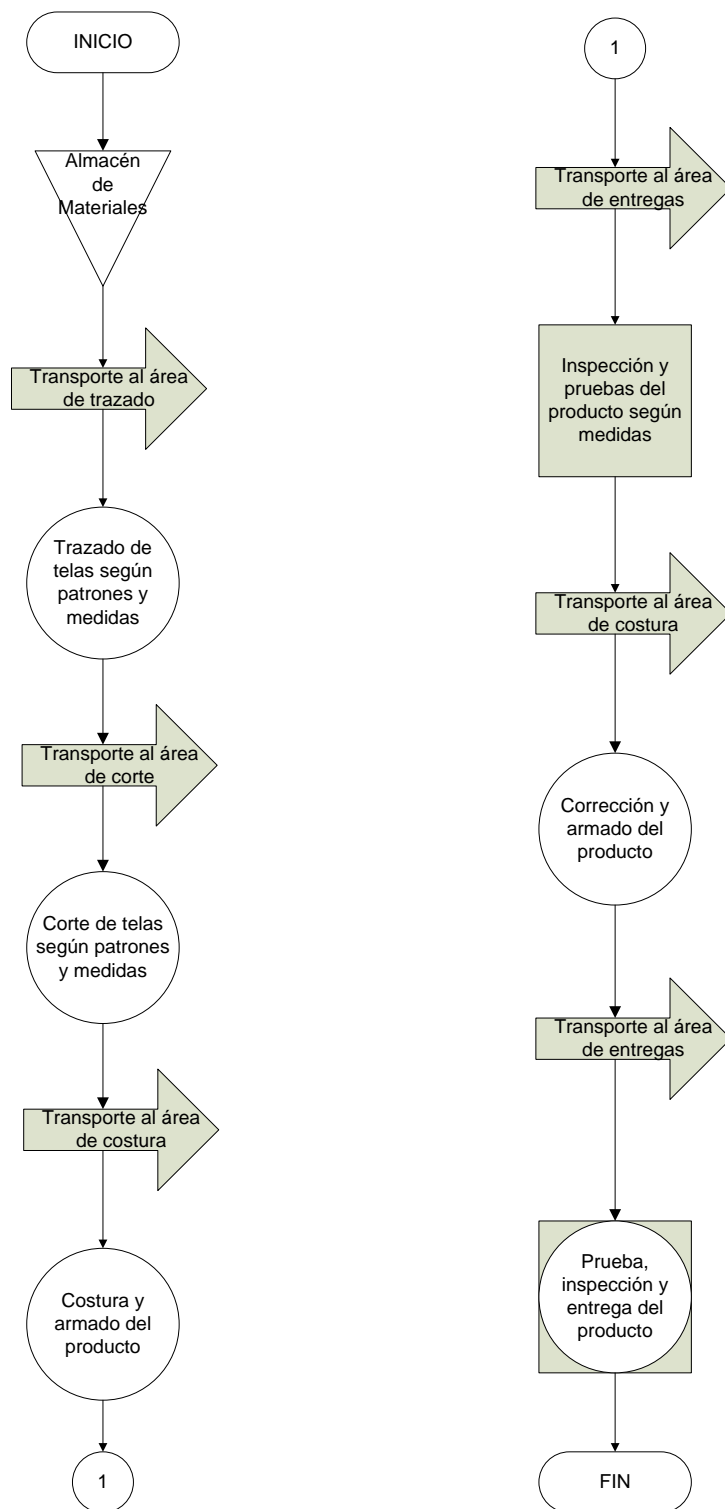 INICIO
Almacén
de
Materiales
Transporte al área
de trazado
Trazado de
telas según
patrones y
medidas
Transporte al área
de corte
Corte de telas
según patrones
y medidas
Transporte al área
de costura
Costura y
armado del
producto
1
1
Transporte al área
de entregas
Inspección y
pruebas del
producto según
medidas
Transporte al área
de costura
Corrección y
armado del
producto
Transporte al área
de entregas
Prueba,
inspección y
entrega del
producto
FIN